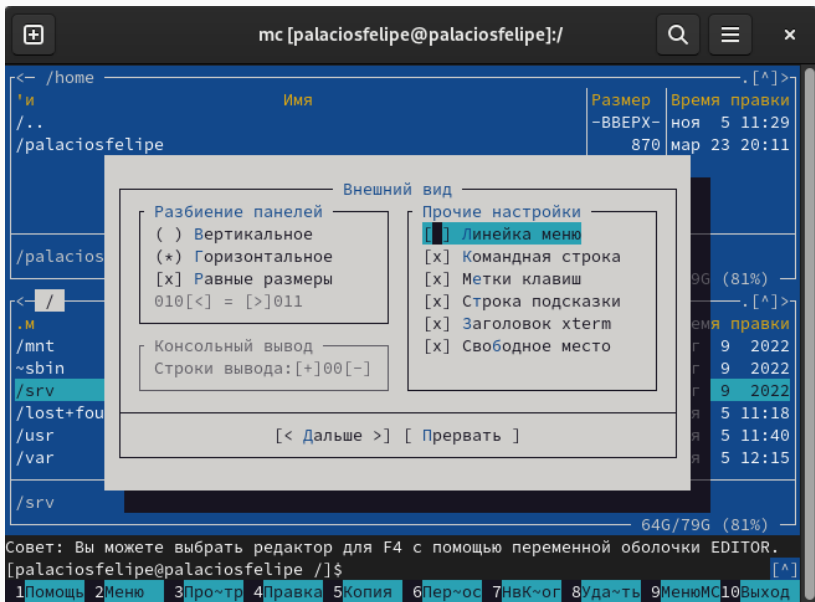 mc [palaciosfelipe@palaciosfelipe]:/
<– /home .[^]>
'и Имя Размер Время правки
/.. -ВВЕРХ- ноя 5 11:29
/palaciosfelipe 870 мар 23 20:11
Внешний вид
Разбиение панелей Прочие настройки
( ) Вертикальное [ ] Линейка меню
(*) Горизонтальное [x] Командная строка
/palacios [x] Равные размеры [x] Метки клавиш 9G (81%)
010[<] = [>]011 [x] Строка подсказки
<– / .[^]>
.м [x] Заголовок xterm емя правки
/mnt Консольный вывод [x] Свободное место г 9 2022
~sbin Строки вывода:[+]00[-] г 9 2022
/srv г 9 2022
/lost+fou я 5 11:18
/usr [< Дальше >] [ Прервать ] я 5 11:40
/var я 5 12:15
/srv
64G/79G (81%)
Совет: Вы можете выбрать редактор для F4 с помощью переменной оболочки EDITOR.
[palaciosfelipe@palaciosfelipe /]$ [^]
1Помощь 2Меню 3Про~тр 4Правка 5Копия 6Пер~ос 7НвК~ог 8Уда~ть 9МенюMC 10Выход